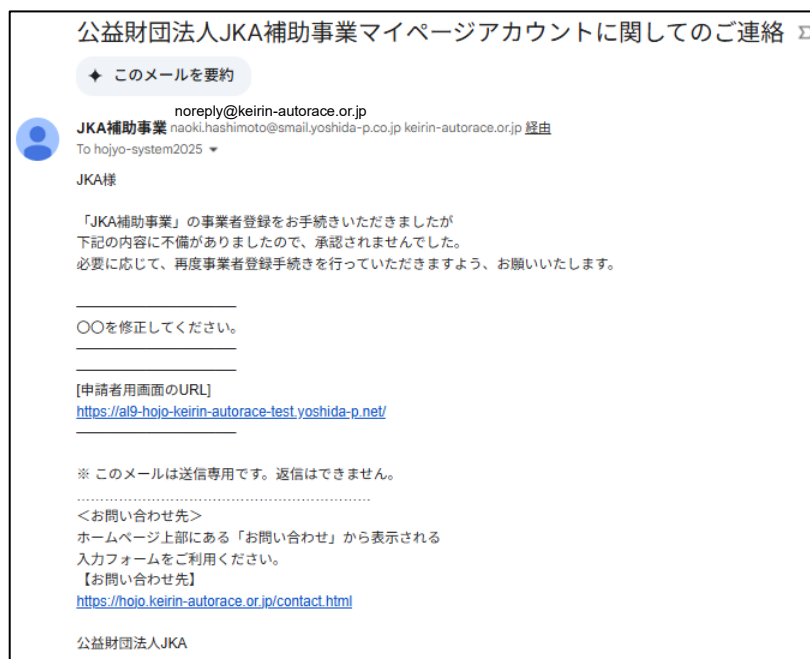 公益財団法人JKA補助事業マイページアカウントに関してのご連絡
このメールを要約
noreply@keirin-autorace.or.jp
JKA補助事業 naoki.hashimoto@smail.yoshida-p.co.jp keirin-autorace.or.jp 経由
To hojyo-system2025
JKA様
「JKA補助事業」の事業者登録をお手続きいただきましたが
下記の内容に不備がありましたので、承認されませんでした。
必要に応じて、再度事業者登録手続きを行っていただきますよう、お願いいたします。
〇〇を修正してください。
[申請者用画面のURL]
https://al9-hojo-keirin-autorace-test.yoshida-p.net/
※ このメールは送信専用です。返信はできません。
<お問い合わせ先>
ホームページ上部にある「お問い合わせ」から表示される
入力フォームをご利用ください。
【お問い合わせ先】
https://hojo.keirin-autorace.or.jp/contact.html
公益財団法人JKA